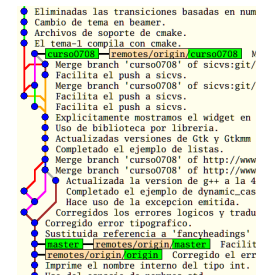 Eliminadas las transiciones basadas en num
Cambio de tema en beamer.
Archivos de soporte de cmake.
El tema-1 compila con cmake.
curso0708 remotes/origin/curso0708 M
Merge branch 'curso0708' of sicvs:git/
Facilita el push a sicvs.
Merge branch 'curso0708' of sicvs:git/
Facilita el push a sicvs.
Facilita el push a sicvs.
Explicitamente mostramos el widget en
Uso de biblioteca por libreria.
Actualizadas versiones de Gtk y Gtkmm
Completado el ejemplo de listas.
Merge branch 'curso0708' of http://www
Merge branch 'curso0708' of http://www
Actualizada la version de g++ a la 4
Completado el ejemplo de dynamic_cas
Hace uso de la excepcion emitida.
Corregidos los errores logicos y tradu
Corregido error tipografico.
Sustituida referencia a 'fancyheadings'
master remotes/origin/master Facilit
remotes/origin/origin Corregido el err
Imprime el nombre interno del tipo int.